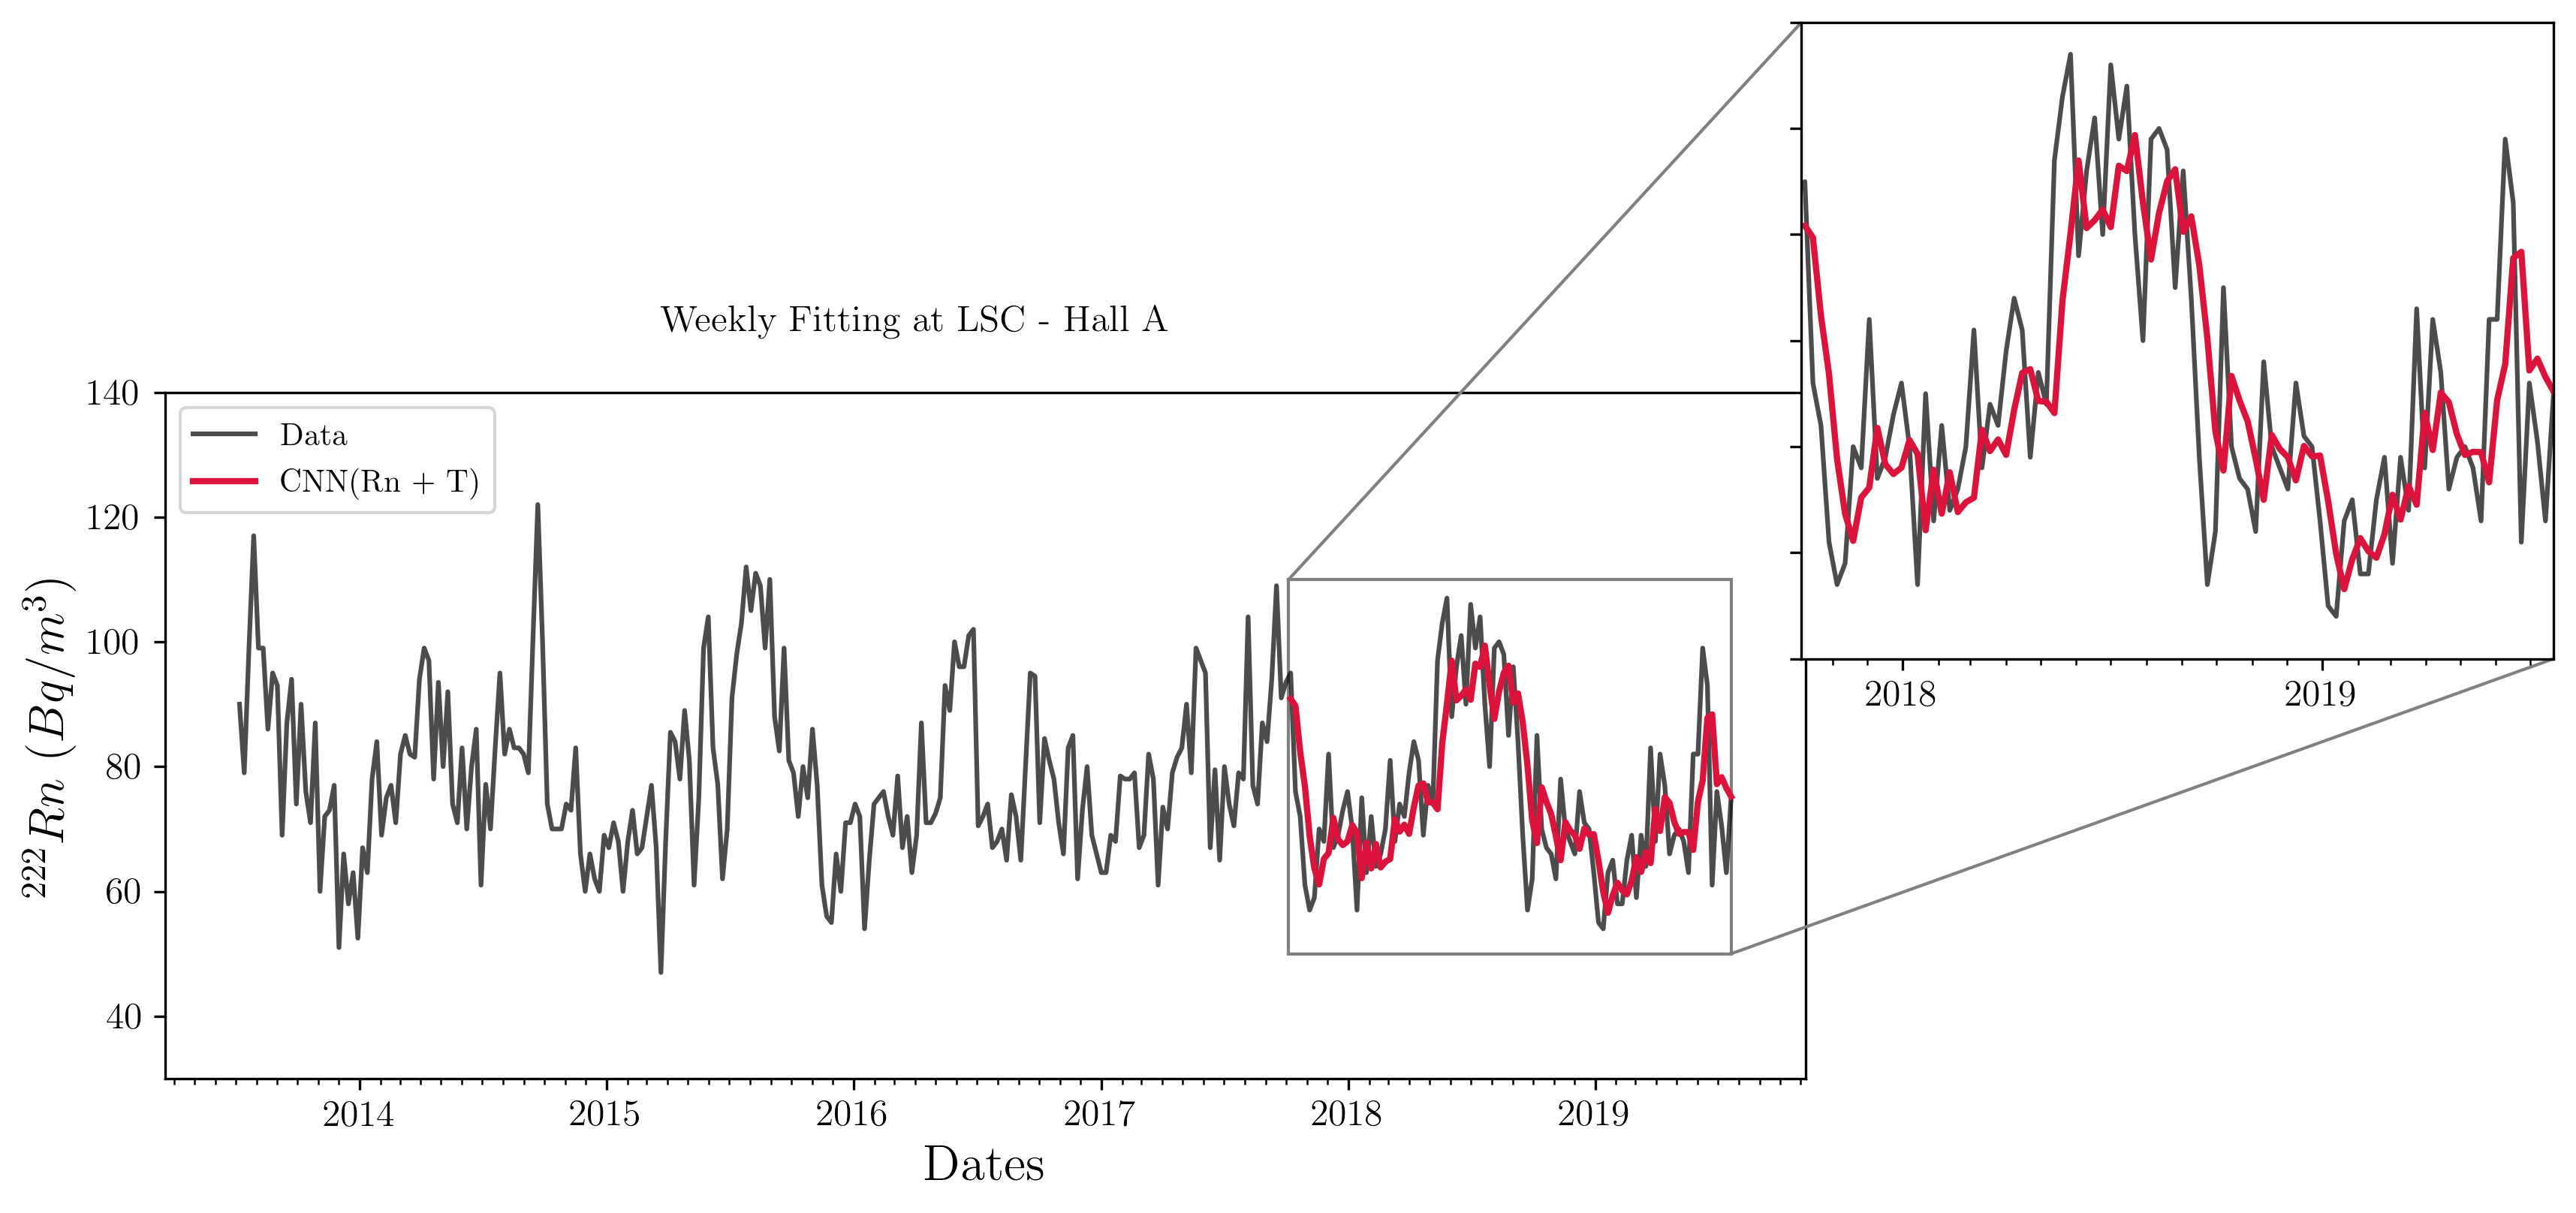 Weekly Fitting at LSC - Hall A
140
120
100
80
60
40
²²²Rn (Bq/m³)
Data
CNN(Rn + T)
2014
2015
2016
2017
2018
2019
Dates
2018
2019